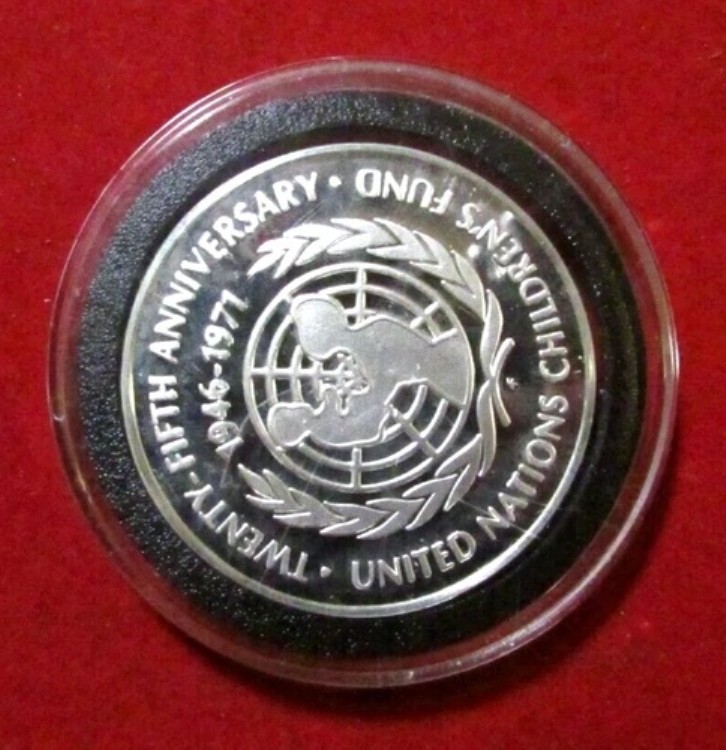 TWENTY-FIFTH ANNIVERSARY •
1946-1971
UNITED NATIONS CHILDREN'S FUND •